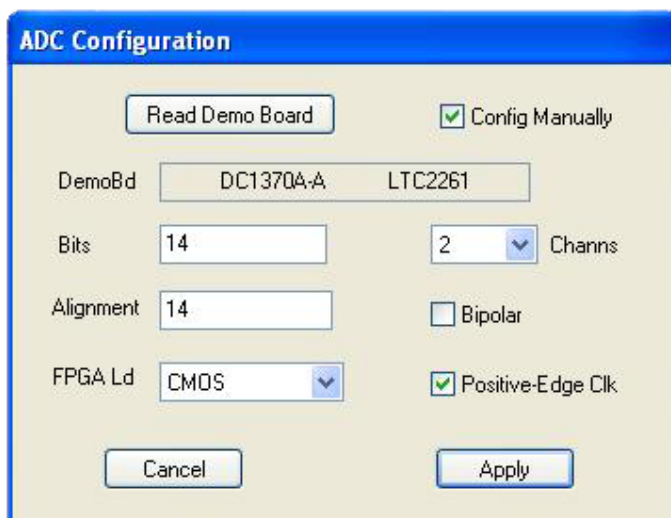 ADC Configuration
Read Demo Board Config Manually
DemoBd DC1370A-A LTC2261
Bits 14 2 Channs
Alignment 14 Bipolar
FPGA Ld CMOS Positive-Edge Clk
Cancel Apply